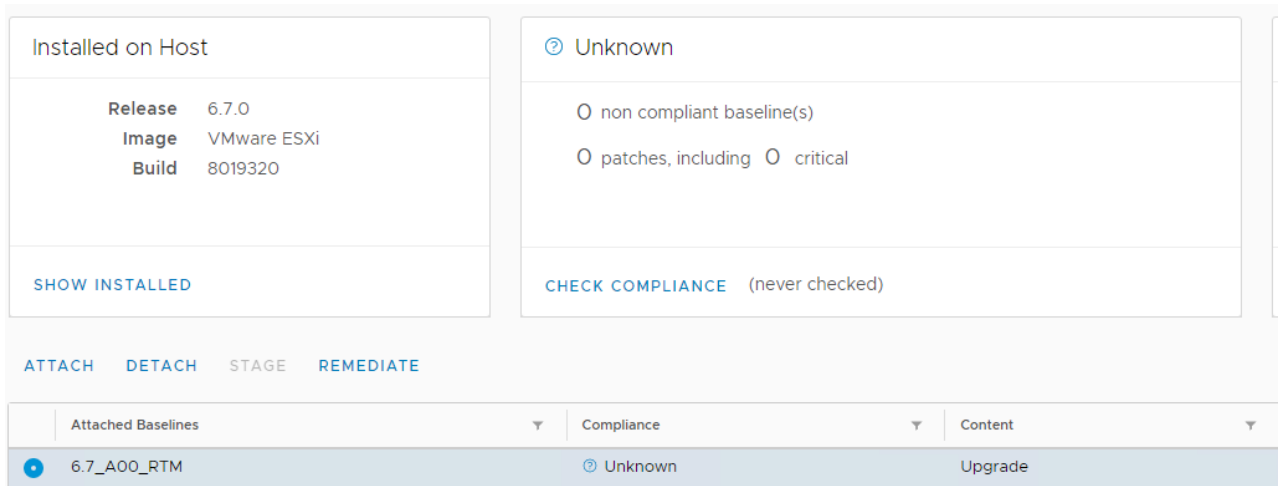 Installed on Host
Release 6.7.0
Image VMware ESXi
Build 8019320
SHOW INSTALLED
Unknown
0 non compliant baseline(s)
0 patches, including 0 critical
CHECK COMPLIANCE (never checked)
ATTACH DETACH STAGE REMEDIATE
Attached Baselines Compliance Content
6.7_A00_RTM Unknown Upgrade